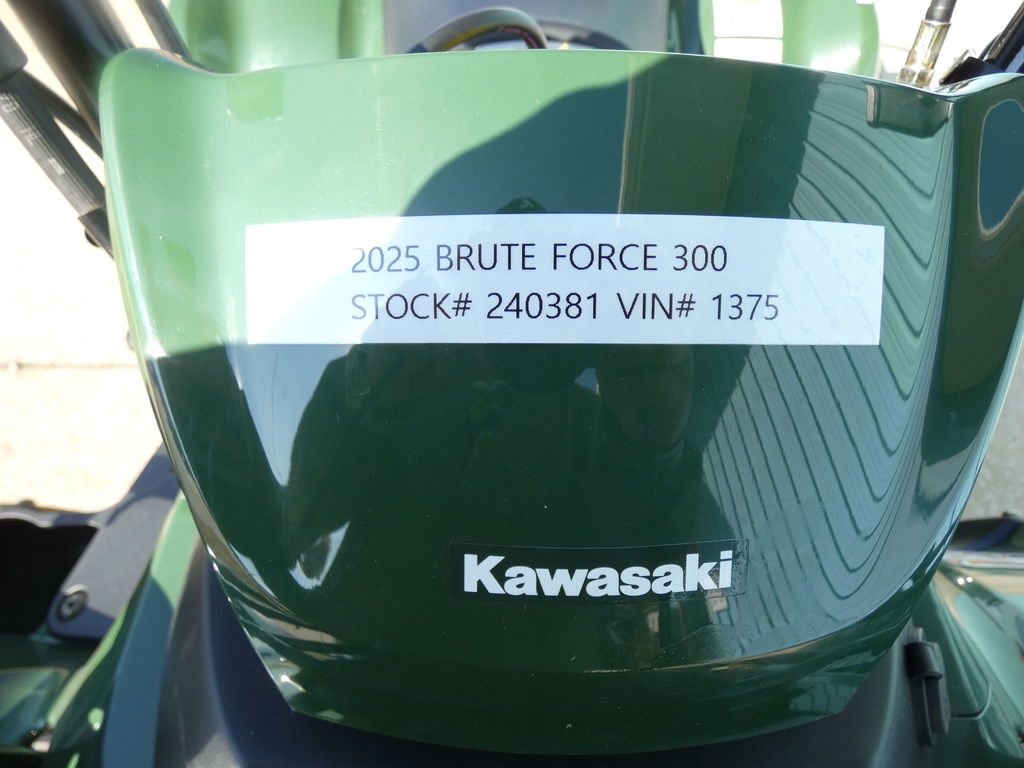 2025 BRUTE FORCE 300
STOCK# 240381 VIN# 1375
Kawasaki